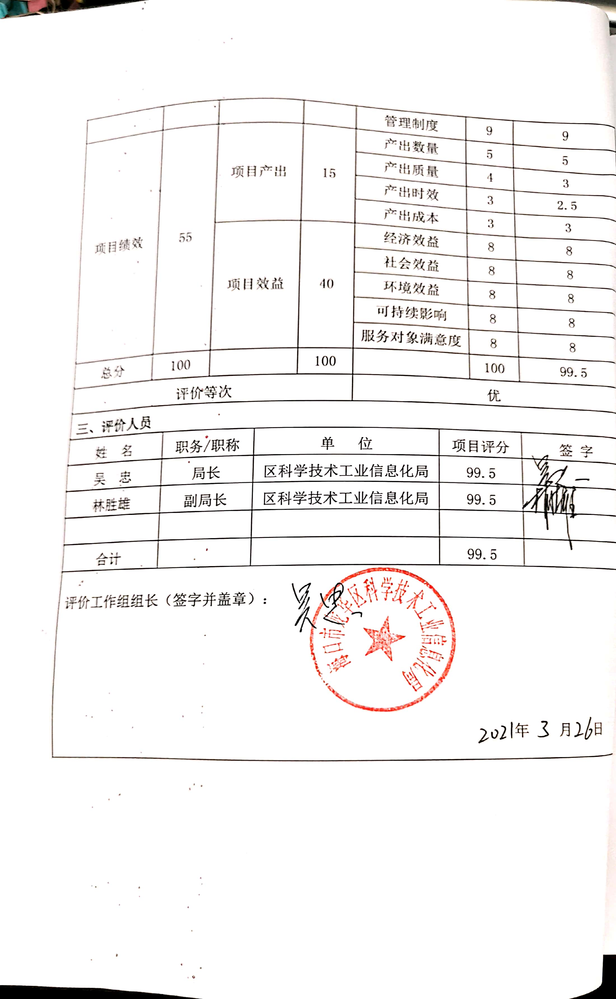 管理制度 9 9
产出数量 5 5
项目产出 15 产出质量 4 3
产出时效 3 2.5
产出成本 3 3
项目绩效 55 经济效益 8 8
社会效益 8 8
项目效益 40 环境效益 8 8
可持续影响 8 8
服务对象满意度 8 8
总分 100 100 100 99.5
评价等次 优
三、评价人员
姓 名 职务/职称 单 位 项目评分 签 字
吴 忠 局长 区科学技术工业信息化局 99.5
林胜雄 副局长 区科学技术工业信息化局 99.5
合计 99.5
评价工作组组长（签字并盖章）：
海口市龙华区科学技术工业信息化局
2021年 3 月26日